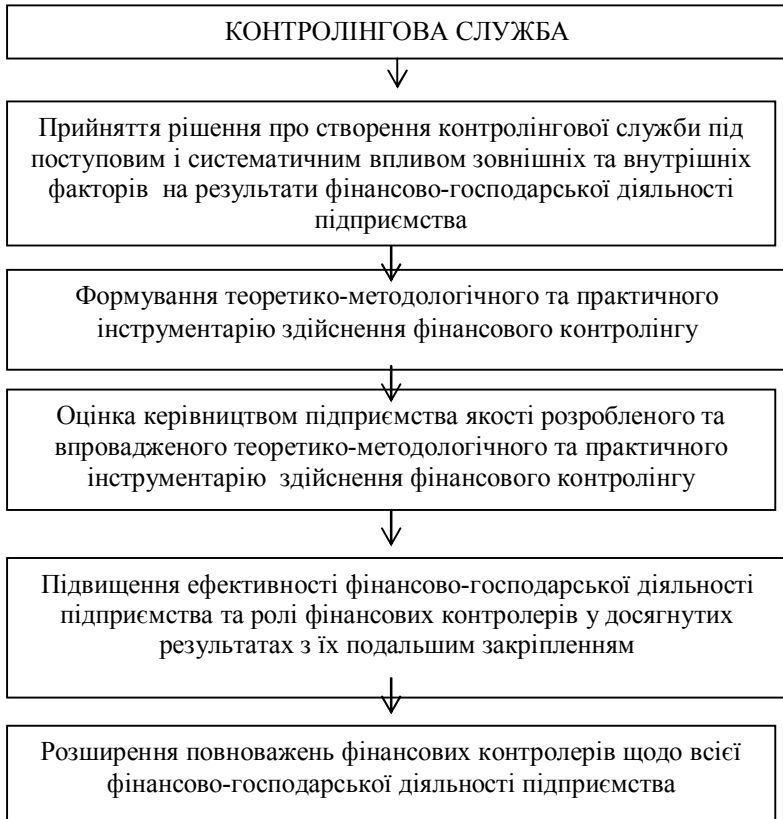 КОНТРОЛІНГОВА СЛУЖБА
Прийняття рішення про створення контролінгової служби під
поступовим і систематичним впливом зовнішніх та внутрішніх
факторів на результати фінансово-господарської діяльності
підприємства
Формування теоретико-методологічного та практичного
інструментарію здійснення фінансового контролінгу
Оцінка керівництвом підприємства якості розробленого та
впровадженого теоретико-методологічного та практичного
інструментарію здійснення фінансового контролінгу
Підвищення ефективності фінансово-господарської діяльності
підприємства та ролі фінансових контролерів у досягнутих
результатах з їх подальшим закріпленням
Розширення повноважень фінансових контролерів щодо всієї
фінансово-господарської діяльності підприємства